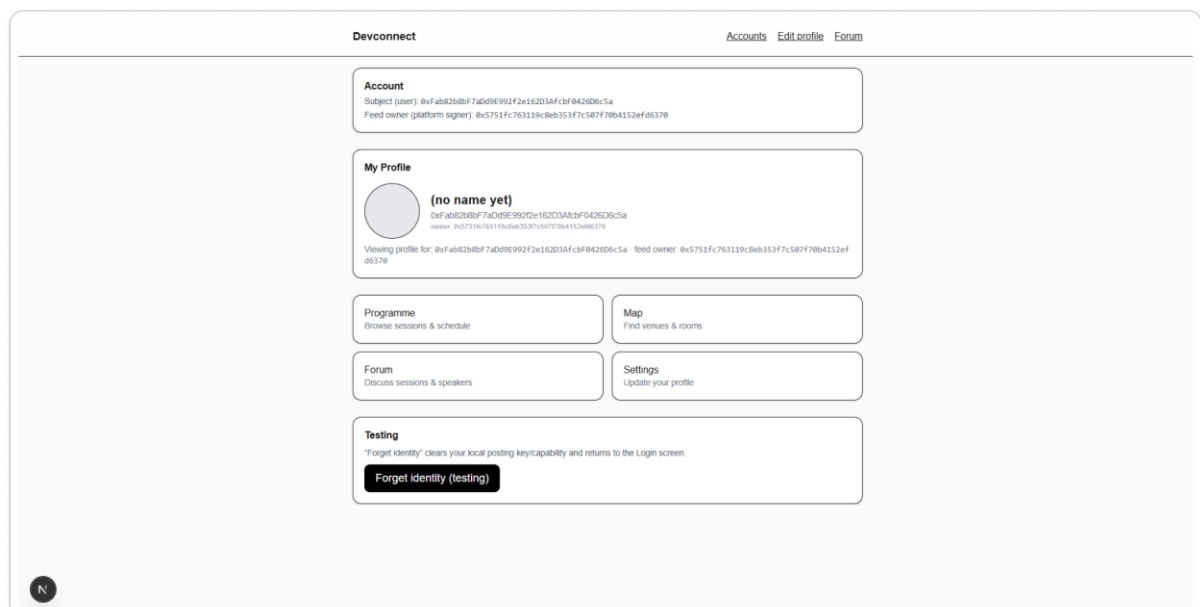 Devconnect
Accounts Edit profile Forum
Account
Subject (user): 0xFab82b8bF7aDd9E992f2e162D3AfcbF0426D6c5a
Feed owner (platform signer): 0x5751fc763119c8eb353f7c507f70b4152efd6370
My Profile
(no name yet)
0xFab82b8bF7aDd9E992f2e162D3AfcbF0426D6c5a
owner: 0x5751fc763119c8eb353f7c507f70b4152efd6370
Viewing profile for: 0xFab82b8bF7aDd9E992f2e162D3AfcbF0426D6c5a · feed owner: 0x5751fc763119c8eb353f7c507f70b4152ef
d6370
Programme
Browse sessions & schedule
Map
Find venues & rooms
Forum
Discuss sessions & speakers
Settings
Update your profile
Testing
"Forget identity" clears your local posting key/capability and returns to the Login screen.
Forget identity (testing)
N